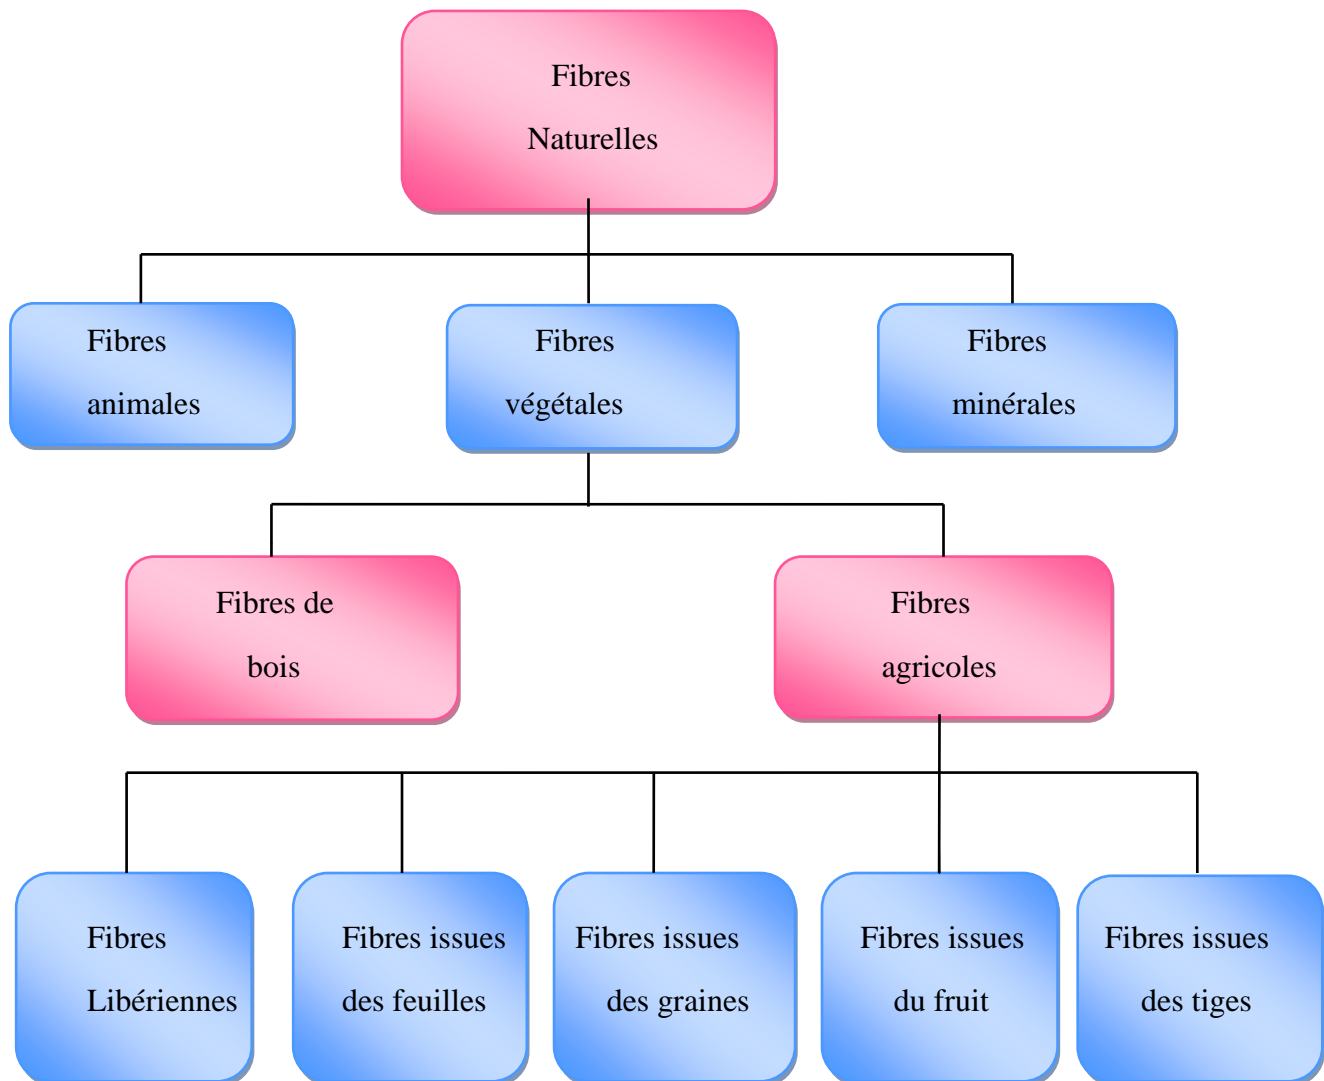 Fibres
Naturelles
Fibres
animales
Fibres
végétales
Fibres
minérales
Fibres de
bois
Fibres
agricoles
Fibres
Libériennes
Fibres issues
des feuilles
Fibres issues
des graines
Fibres issues
du fruit
Fibres issues
des tiges